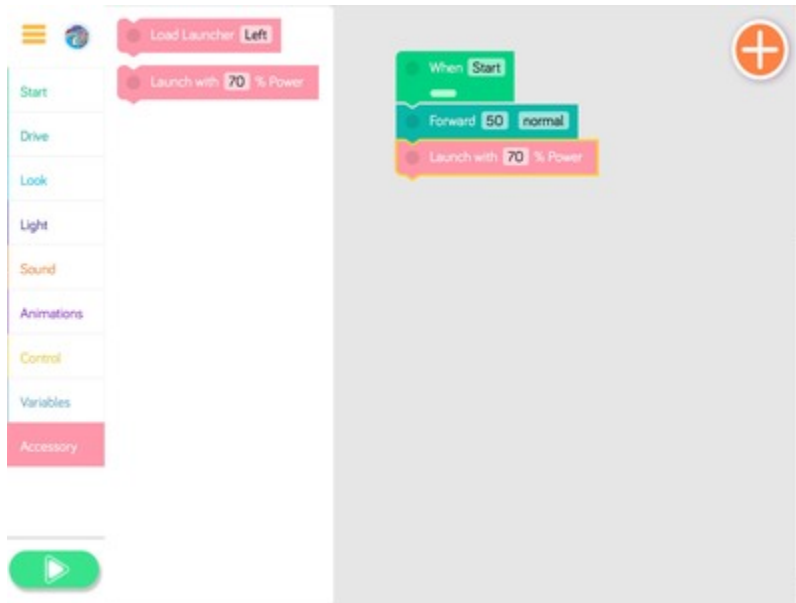 Load Launcher Left
Launch with 70 % Power
Start
Drive
Look
Light
Sound
Animations
Control
Variables
Accessory
When Start
Forward 50 normal
Launch with 70 % Power